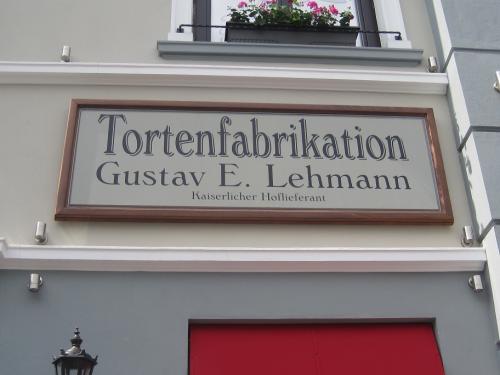 Tortenfabrikation
Gustav E. Lehmann
Kaiserlicher Hoflieferant